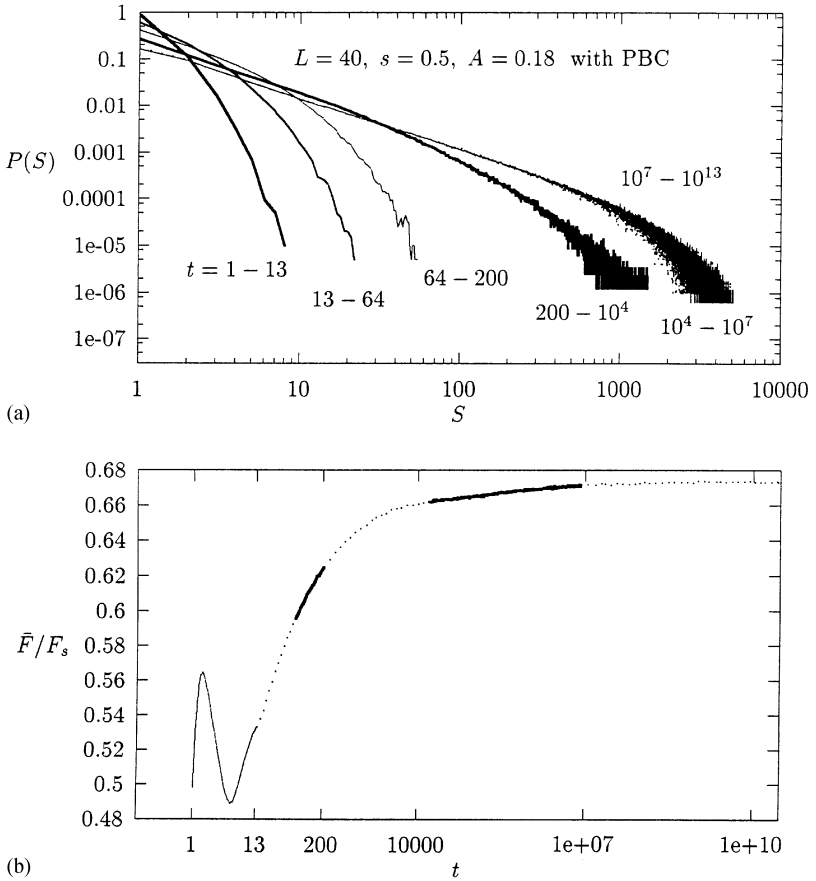 1
L = 40, s = 0.5, A = 0.18 with PBC
0.1
0.01
P(S)
0.001
10^7 − 10^13
0.0001
1e-05
t = 1 − 13
64 − 200
13 − 64
1e-06
200 − 10^4
10^4 − 10^7
1e-07
1 10 100 1000 10000
(a)
S
0.68
0.66
0.64
0.62
0.6
F̄/F_s
0.58
0.56
0.54
0.52
0.5
0.48
1 13 200 10000 1e+07 1e+10
(b)
t